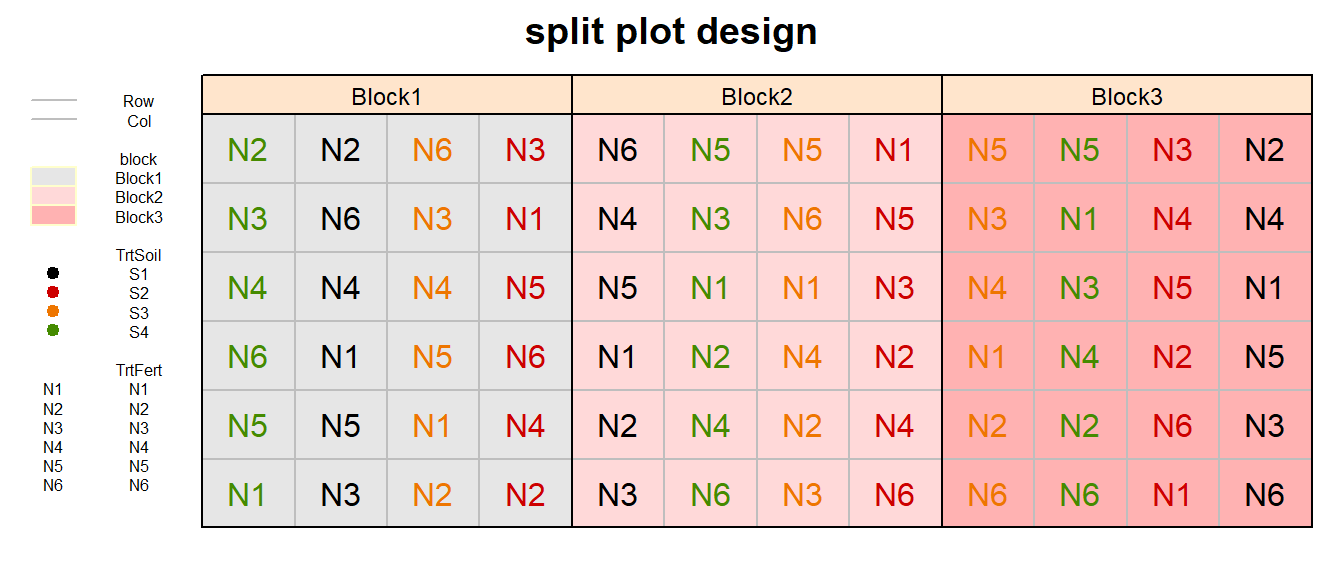 split plot design
Row
Col
block
Block1
Block2
Block3
TrtSoil
S1
S2
S3
S4
TrtFert
N1 N1
N2 N2
N3 N3
N4 N4
N5 N5
N6 N6
Block1 Block2 Block3
N2 N2 N6 N3 N6 N5 N5 N1 N5 N5 N3 N2
N3 N6 N3 N1 N4 N3 N6 N5 N3 N1 N4 N4
N4 N4 N4 N5 N5 N1 N1 N3 N4 N3 N5 N1
N6 N1 N5 N6 N1 N2 N4 N2 N1 N4 N2 N5
N5 N5 N1 N4 N2 N4 N2 N4 N2 N2 N6 N3
N1 N3 N2 N2 N3 N6 N3 N6 N6 N6 N1 N6